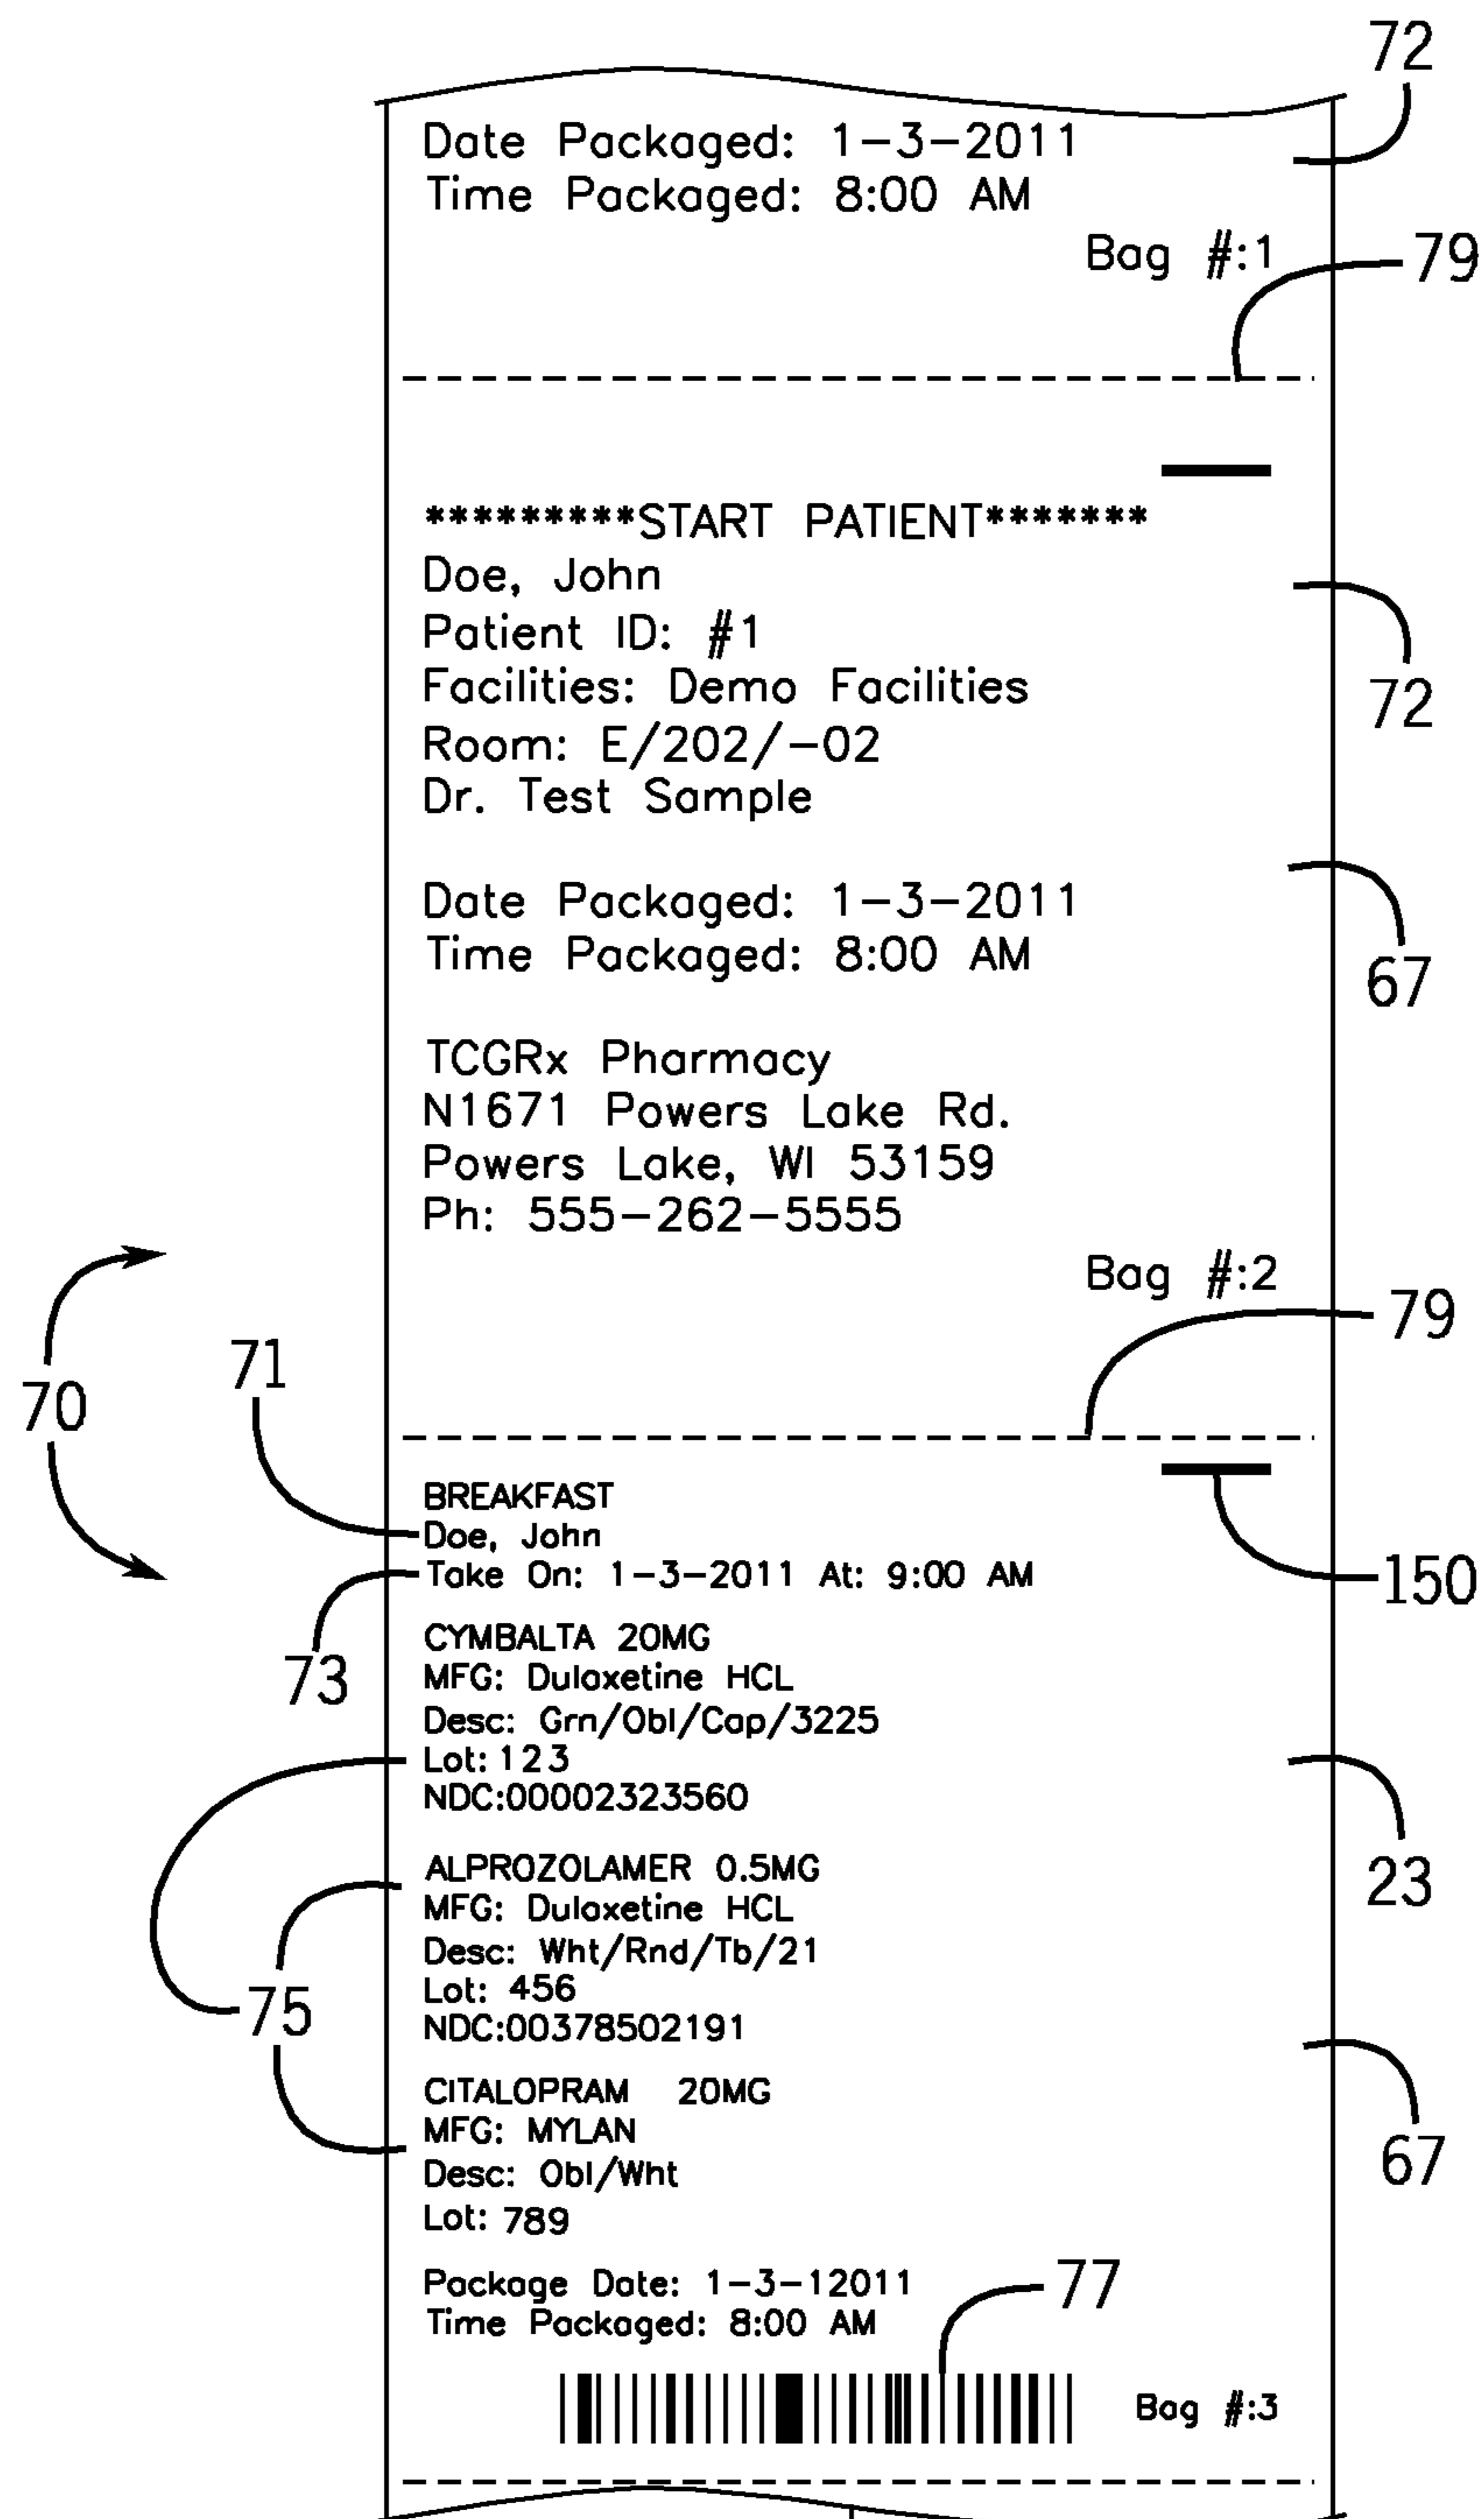 72
Date Packaged: 1-3-2011
Time Packaged: 8:00 AM
Bag #:1
79
*********START PATIENT*******
Doe, John
Patient ID: #1
Facilities: Demo Facilities
72
Room: E/202/-02
Dr. Test Sample
Date Packaged: 1-3-2011
Time Packaged: 8:00 AM
67
TCGRx Pharmacy
N1671 Powers Lake Rd.
Powers Lake, WI 53159
Ph: 555-262-5555
Bag #:2
79
71
70
BREAKFAST
Doe, John
Take On: 1-3-2011 At: 9:00 AM
150
CYMBALTA 20MG
73
MFG: Duloxetine HCL
Desc: Grn/Obl/Cap/3225
Lot: 123
NDC:00002323560
ALPROZOLAMER 0.5MG
23
MFG: Duloxetine HCL
Desc: Wht/Rnd/Tb/21
Lot: 456
75
NDC:00378502191
CITALOPRAM 20MG
MFG: MYLAN
67
Desc: Obl/Wht
Lot: 789
Package Date: 1-3-12011
77
Time Packaged: 8:00 AM
Bag #:3